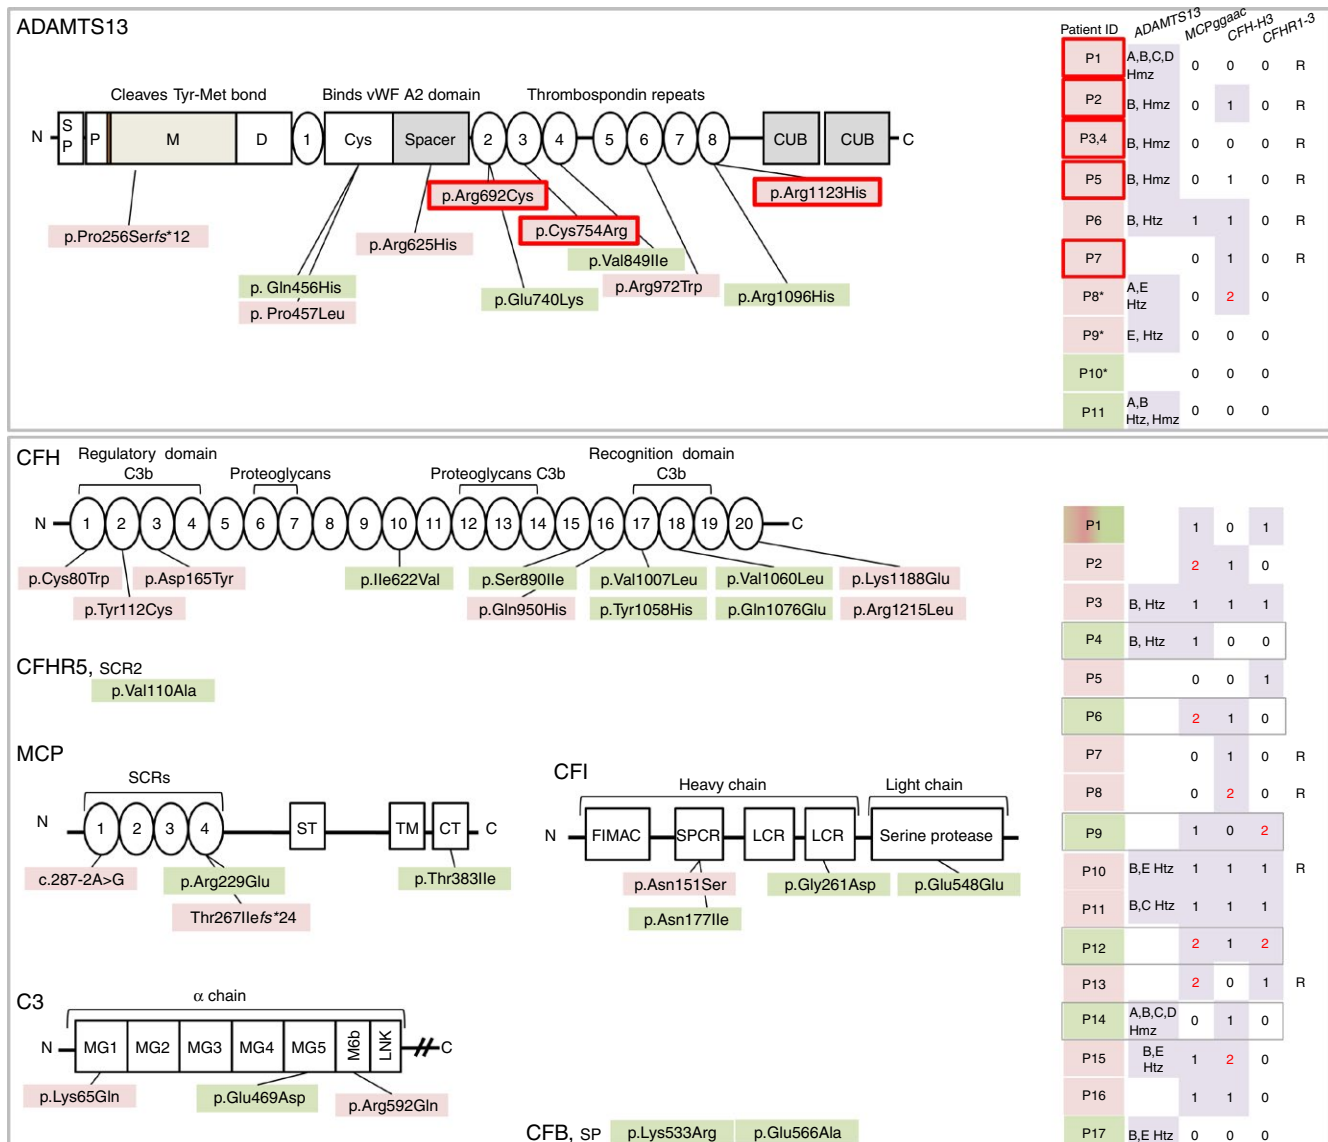 ADAMTS13
Cleaves Tyr-Met bond
Binds vWF A2 domain
Thrombospondin repeats
N SP P M D 1 Cys Spacer 2 3 4 5 6 7 8 CUB CUB C
p.Arg692Cys
p.Arg1123His
p.Pro256Serfs*12
p.Arg625His
p.Cys754Arg
p.Val849Ile
p. Gln456His
p.Glu740Lys
p.Arg972Trp
p.Arg1096His
p. Pro457Leu
Patient ID ADAMTS13 MCPggaac CFH-H3 CFHR1-3
P1 A,B,C,D Hmz 0 0 0 R
P2 B, Hmz 0 1 0 R
P3,4 B, Hmz 0 0 0 R
P5 B, Hmz 0 1 0 R
P6 B, Htz 1 1 0 R
P7 0 1 0 R
P8* A,E Htz 0 2 0
P9* E, Htz 0 0 0
P10* 0 0 0
P11 A,B Htz, Hmz 0 0 0
CFH
Regulatory domain
C3b
Proteoglycans
Proteoglycans C3b
Recognition domain
C3b
N 1 2 3 4 5 6 7 8 9 10 11 12 13 14 15 16 17 18 19 20 C
p.Cys80Trp
p.Asp165Tyr
p.Ile622Val
p.Ser890Ile
p.Val1007Leu
p.Val1060Leu
p.Lys1188Glu
p.Tyr112Cys
p.Gln950His
p.Tyr1058His
p.Gln1076Glu
p.Arg1215Leu
CFHR5, SCR2
p.Val110Ala
MCP
SCRs
N 1 2 3 4 ST TM CT C
c.287-2A>G
p.Arg229Glu
p.Thr383Ile
Thr267Ilefs*24
CFI
Heavy chain
Light chain
N FIMAC SPCR LCR LCR Serine protease C
p.Asn151Ser
p.Gly261Asp
p.Glu548Glu
p.Asn177Ile
C3
α chain
N MG1 MG2 MG3 MG4 MG5 M6b LNK C
p.Lys65Gln
p.Glu469Asp
p.Arg592Gln
CFB, SP
p.Lys533Arg
p.Glu566Ala
P1 1 0 1
P2 2 1 0
P3 B, Htz 1 1 1
P4 B, Htz 1 0 0
P5 0 0 1
P6 2 1 0
P7 0 1 0 R
P8 0 2 0 R
P9 1 0 2
P10 B,E Htz 1 1 1 R
P11 B,C Htz 1 1 1
P12 2 1 2
P13 2 0 1 R
P14 A,B,C,D Hmz 0 1 0
P15 B,E Htz 1 2 0
P16 1 1 0
P17 B,E Htz 0 0 0